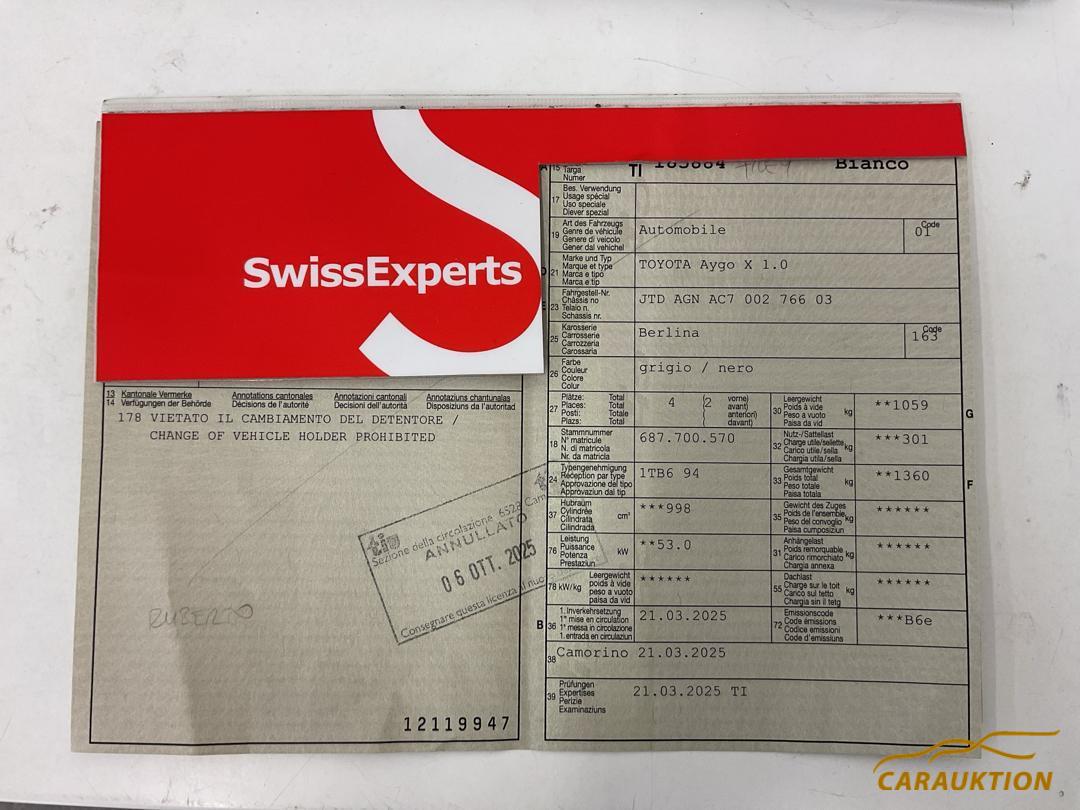 SwissExperts
15 Targa
Numer
TI 185884 Bianco
17 Bes. Verwendung
Usage spécial
Uso speciale
Diever spezial
19 Art des Fahrzeugs
Genre de véhicule
Genere di veicolo
Gener dal vehichel
Automobile
Code
01
21 Marke und Typ
Marque et type
Marca e tipo
Marca e tip
TOYOTA Aygo X 1.0
23 Fahrgestell-Nr.
Châssis no
Telaio n.
Schassis nr.
JTD AGN AC7 002 766 03
25 Karosserie
Carrosserie
Carrozzeria
Carossaria
Berlina
Code
163
26 Farbe
Couleur
Colore
Colur
grigio / nero
27 Plätze: Total
Places: Total
Posti: Totale
Plazs: Total
4 (2 vorne)
avant)
anteriori)
davant)
30 Leergewicht
Poids à vide
Peso a vuoto
Paisa da vid
kg
**1059
G
18 Stammnummer
N° matricule
N. di matricola
Nr. da matricla
687.700.570
32 Nutz-/Sattellast
Charge utile/sellette
Carico utile/sella
Chargia utila/sella
kg
***301
24 Typengenehmigung
Réception par type
Approvazione del tipo
Approvaziun dal tip
1TB6 94
33 Gesamtgewicht
Poids total
Peso totale
Paisa totala
kg
**1360
F
37 Hubraum
Cylindrée
Cilindrata
Cilindrada
cm³
***998
35 Gewicht des Zuges
Poids de l'ensemble
Peso del convoglio
Paisa cumposiziun
kg
******
76 Leistung
Puissance
Potenza
Prestaziun
kW
**53.0
31 Anhängelast
Poids remorquable
Carico rimorchiato
Chargia annexa
kg
******
78 kW/kg Leergewicht
poids à vide
peso a vuoto
paisa da vid
******
55 Dachlast
Charge sur le toit
Carico sul tetto
Chargia sin il tetg
kg
******
B 36 1. Inverkehrsetzung
1re mise en circulation
1a messa in circolazione
1. entrada en circulaziun
21.03.2025
72 Emissionscode
Code émissions
Codice emissioni
Code d'emissiuns
***B6e
38 Camorino 21.03.2025
39 Prüfungen
Expertises
Perizie
Examinaziuns
21.03.2025 TI
13 Kantonale Vermerke Annotations cantonales Annotazioni cantonali Annotaziuns chantunalas
14 Verfügungen der Behörde Décisions de l'autorité Decisioni dell'autorità Disposiziuns da l'autoritad
178 VIETATO IL CAMBIAMENTO DEL DETENTORE /
CHANGE OF VEHICLE HOLDER PROHIBITED
ti
Sezione della circolazione 6528 Cam
ANNULLATO
06 OTT. 2025
Consegnare questa licenza al nuo
RUBERTO
12119947
CARAUKTION